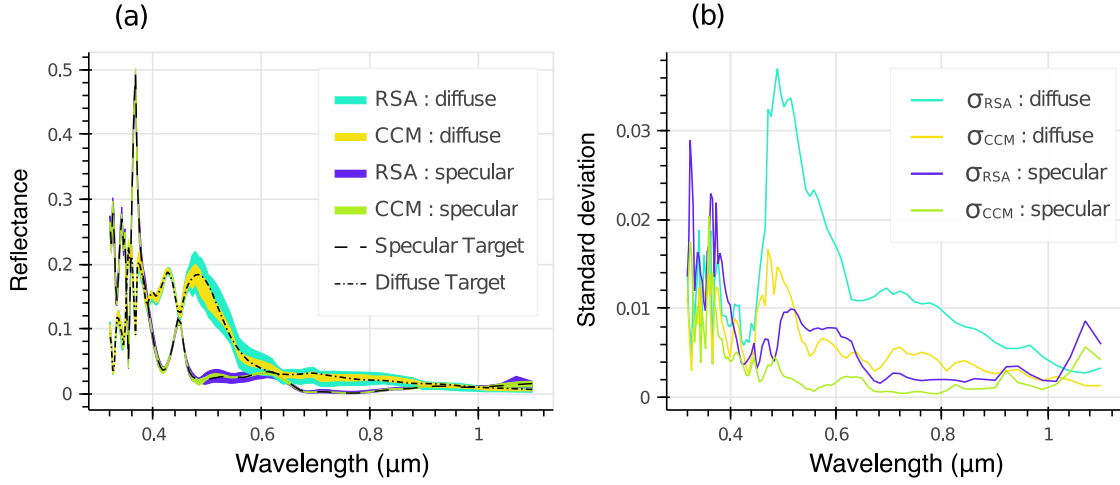 (a)
Reflectance
0.5
0.4
0.3
0.2
0.1
0
0.4
0.6
0.8
1
Wavelength (μm)
RSA : diffuse
CCM : diffuse
RSA : specular
CCM : specular
Specular Target
Diffuse Target
(b)
Standard deviation
0.03
0.02
0.01
0
0.4
0.6
0.8
1
Wavelength (μm)
σRSA : diffuse
σCCM : diffuse
σRSA : specular
σCCM : specular